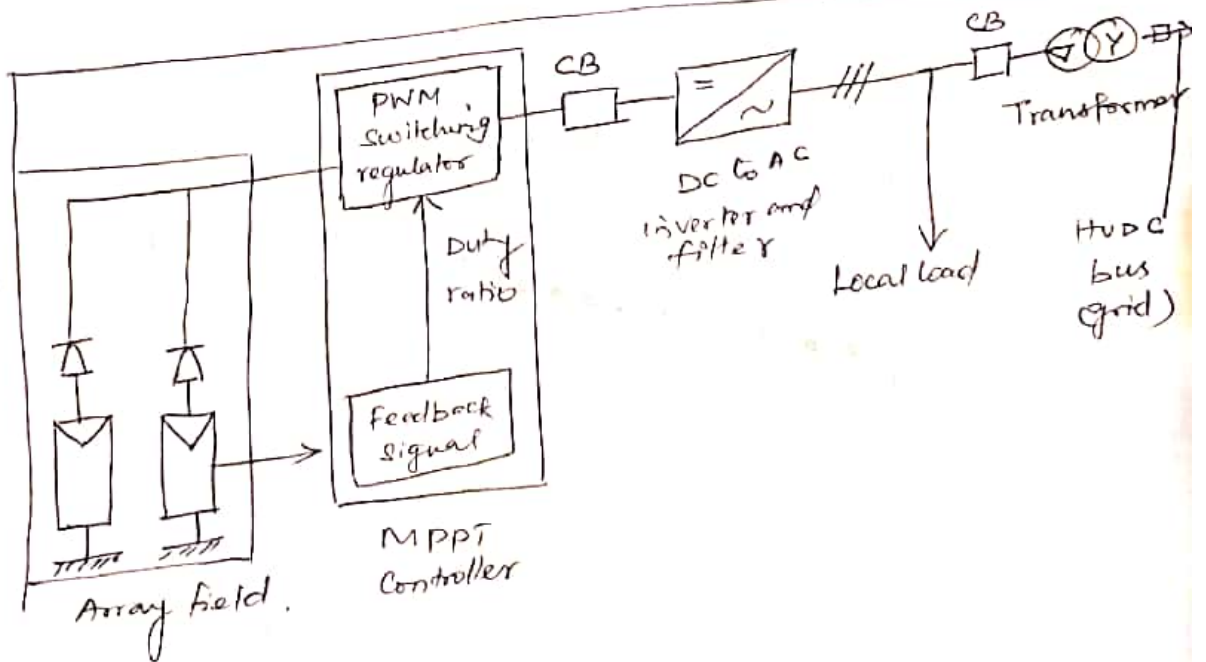 CB
PWM
switching
regulator
CB
Y
Transformer
DC to AC
inverter and
filter
Duty
ratio
Local load
HVDC
bus
(grid)
Feedback
signal
MPPT
Controller
Array field.